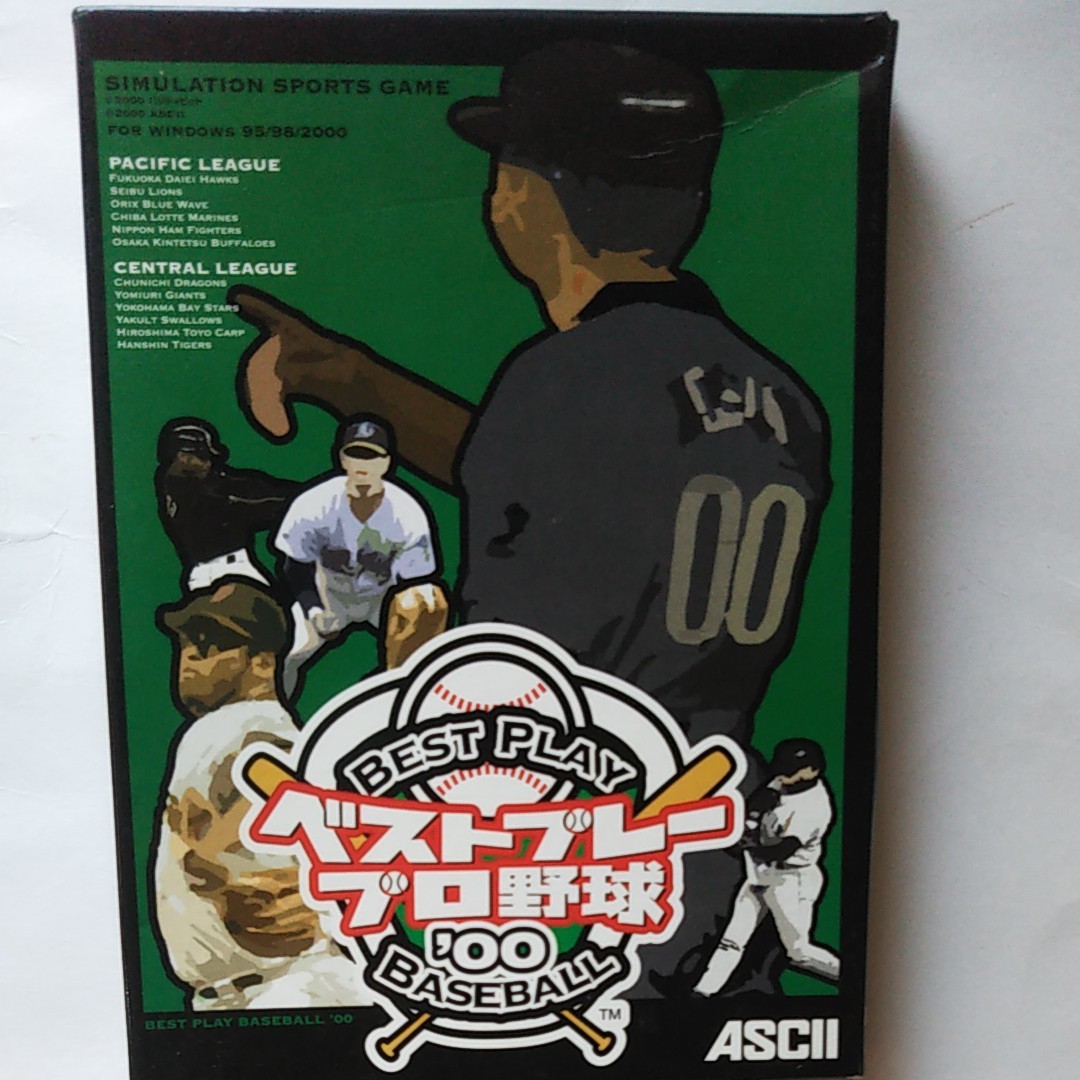 SIMULATION SPORTS GAME
©2000 ASCII
FOR WINDOWS 95/98/2000
PACIFIC LEAGUE
FUKUOKA DAIEI HAWKS
SEIBU LIONS
ORIX BLUE WAVE
CHIBA LOTTE MARINES
NIPPON HAM FIGHTERS
OSAKA KINTETSU BUFFALOES
CENTRAL LEAGUE
CHUNICHI DRAGONS
YOMIURI GIANTS
YOKOHAMA BAY STARS
YAKULT SWALLOWS
HIROSHIMA TOYO CARP
HANSHIN TIGERS
00
BEST PLAY
ベストプレー
プロ野球
'00
BASEBALL
TM
BEST PLAY BASEBALL '00
ASCII